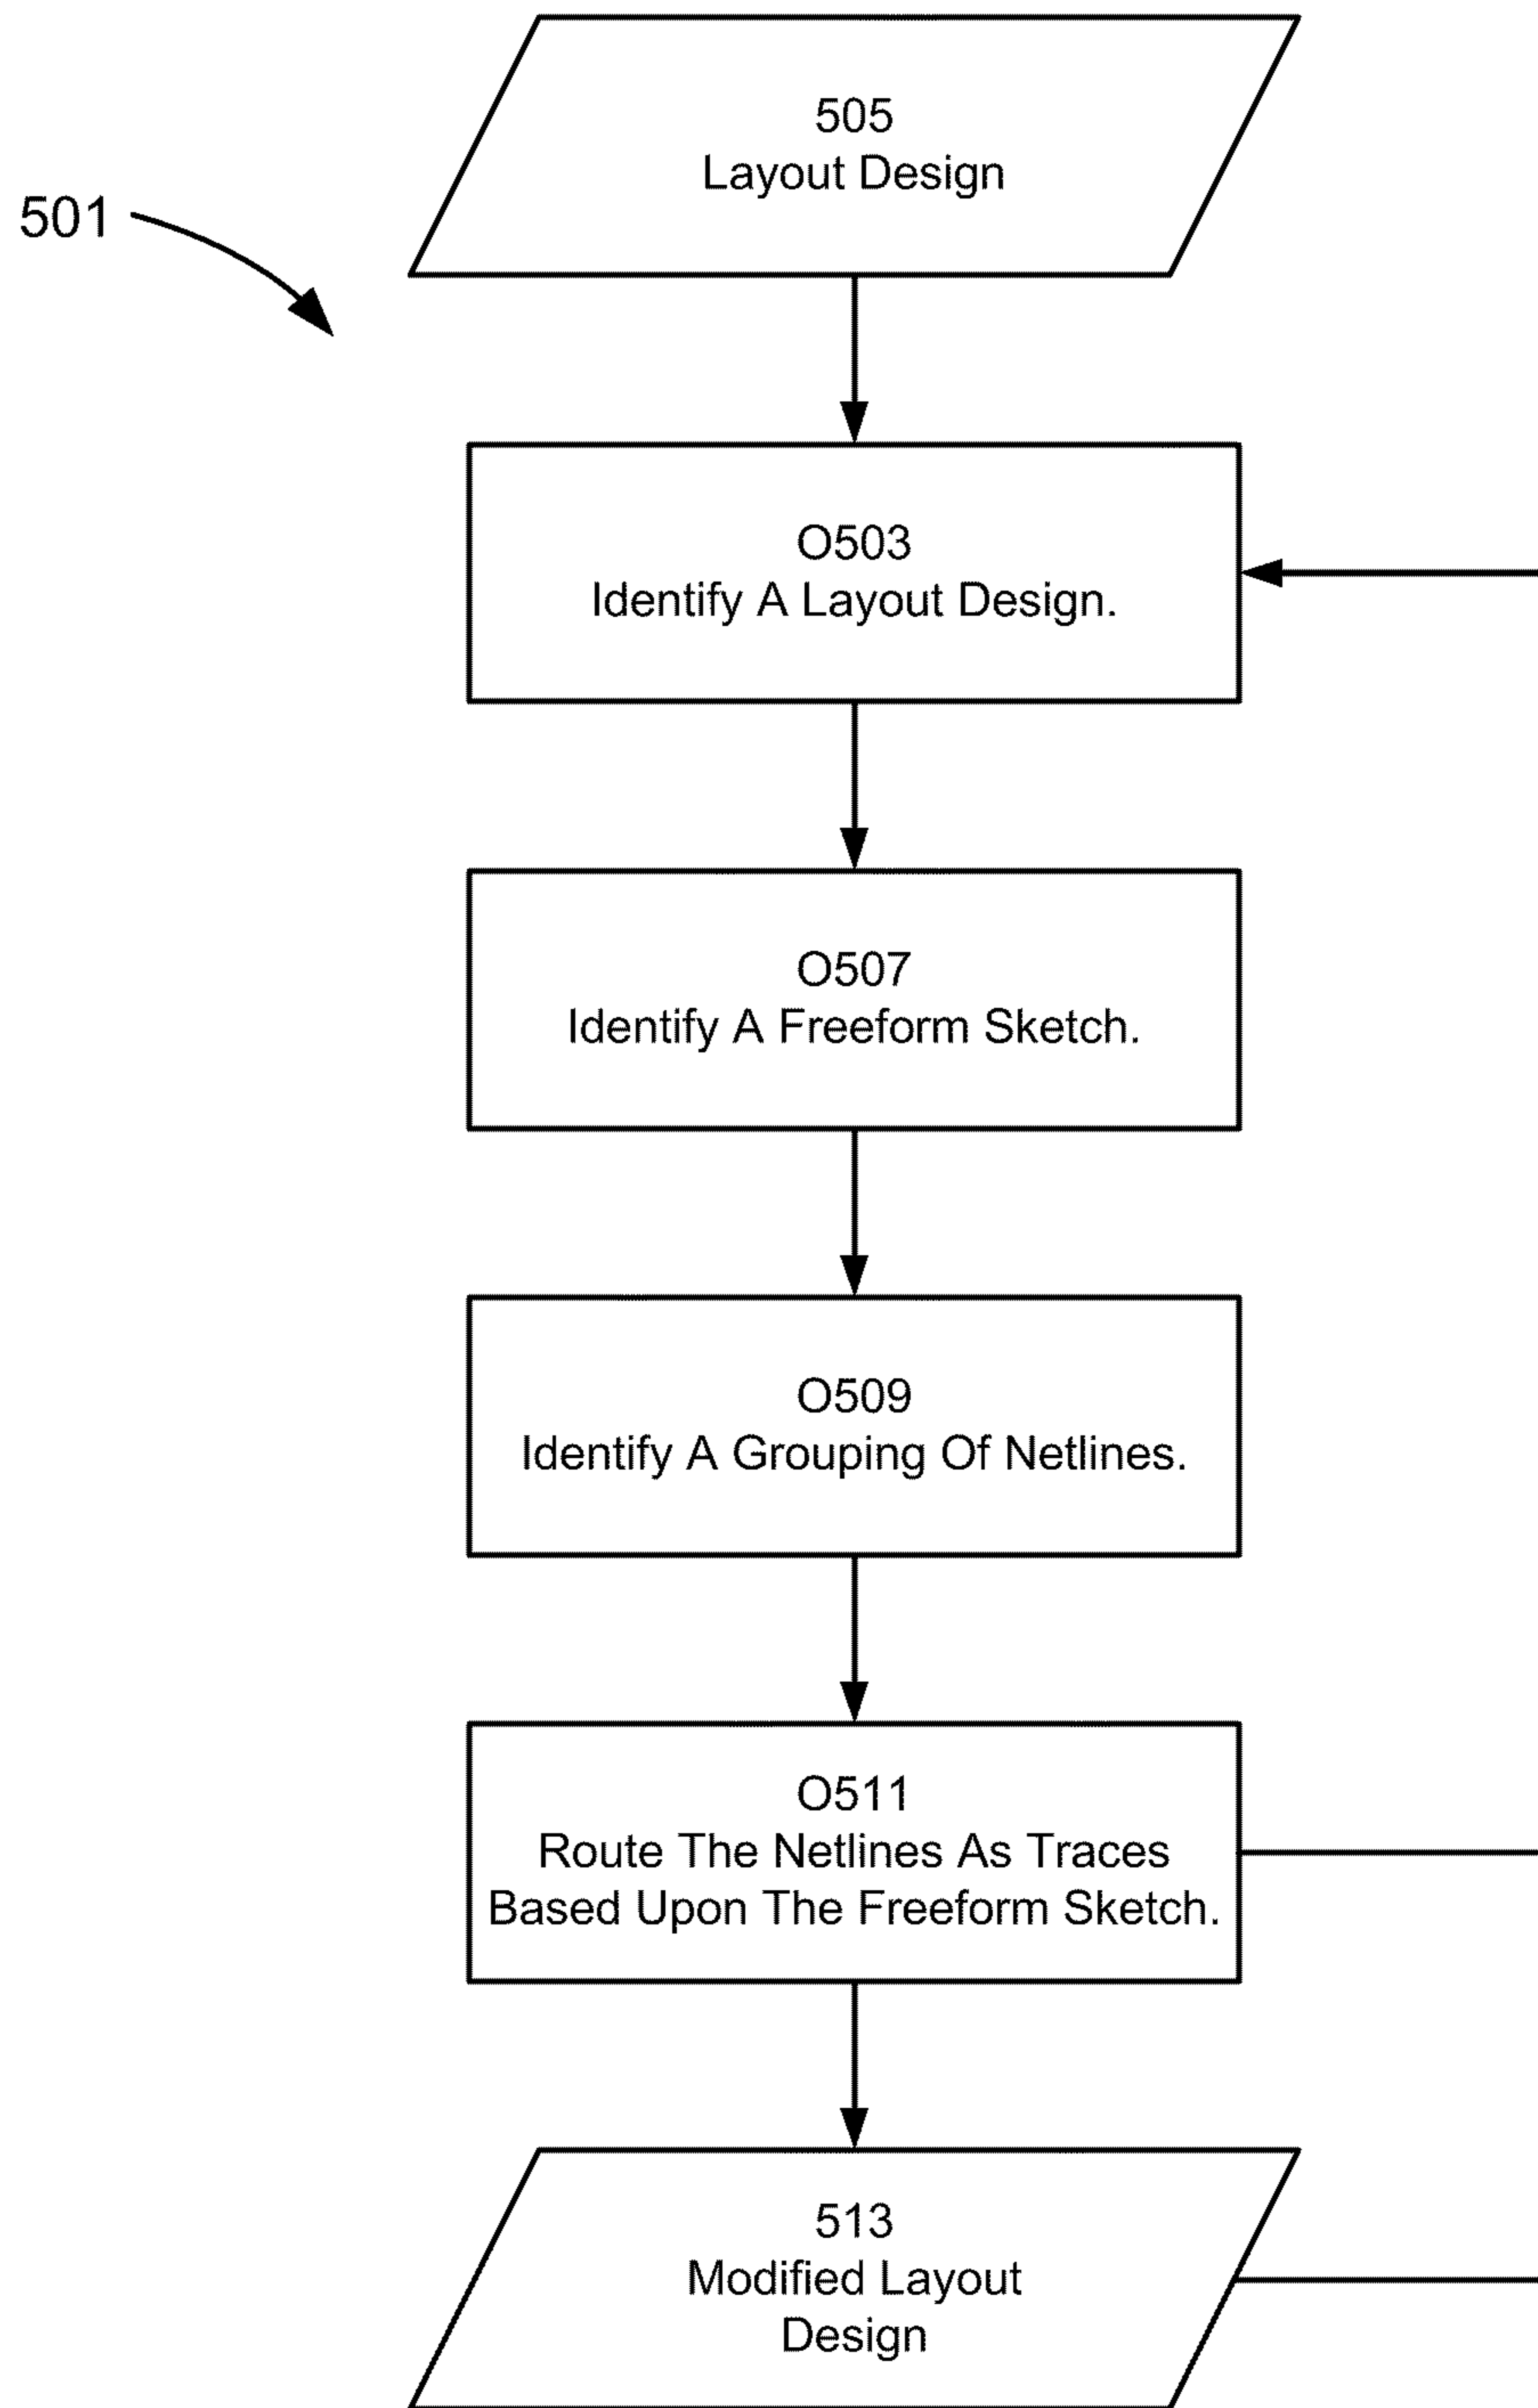 505
Layout Design
501
O503
Identify A Layout Design.
O507
Identify A Freeform Sketch.
O509
Identify A Grouping Of Netlines.
O511
Route The Netlines As Traces
Based Upon The Freeform Sketch.
513
Modified Layout
Design